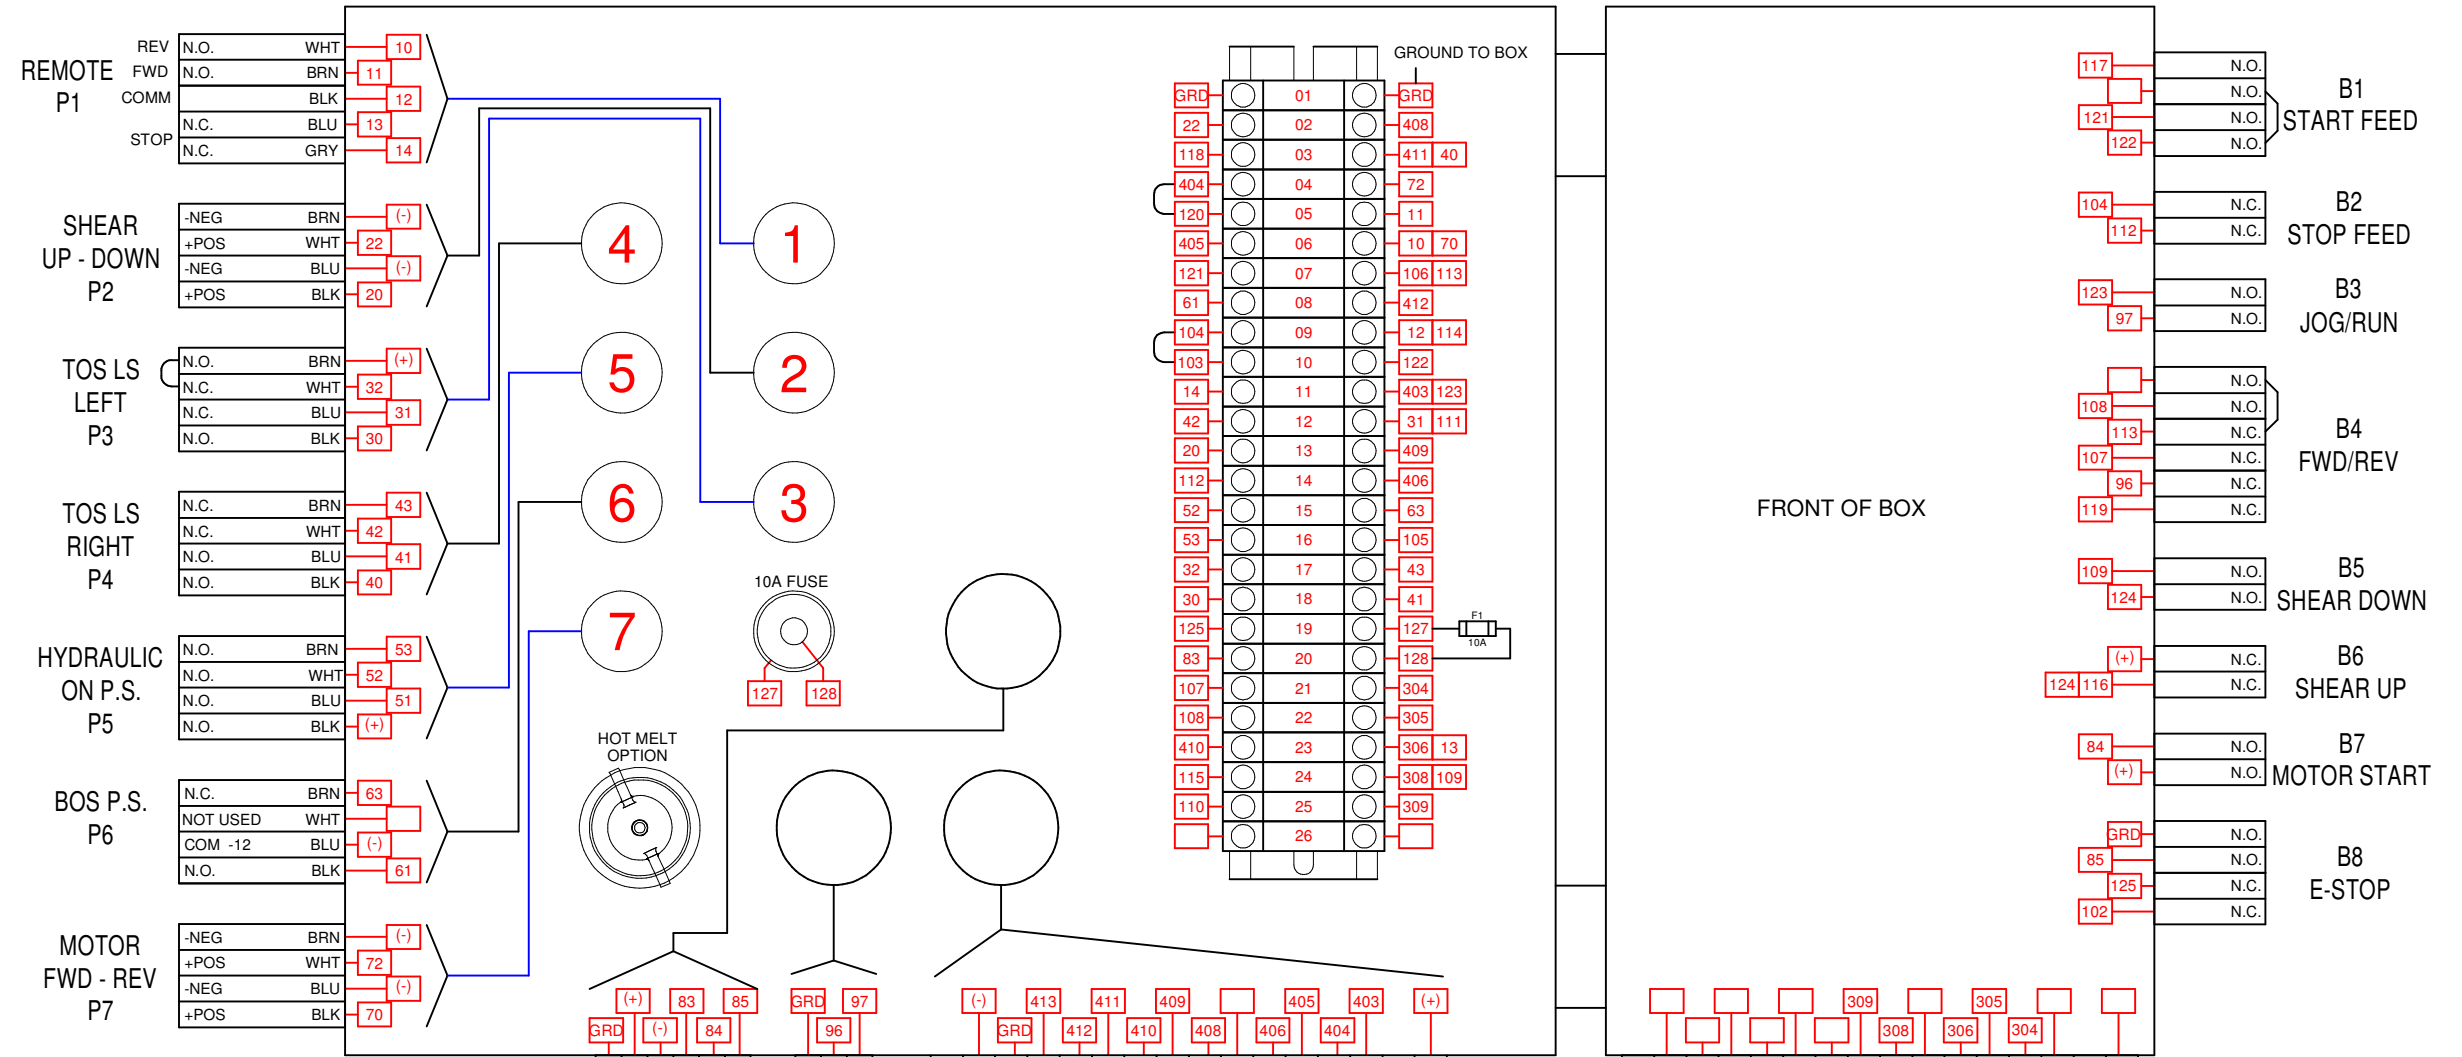 REMOTE
P1
REV N.O. WHT 10
FWD N.O. BRN 11
COMM BLK 12
N.C. BLU 13
STOP
N.C. GRY 14
SHEAR
UP - DOWN
P2
-NEG BRN (-)
+POS WHT 22
-NEG BLU (-)
+POS BLK 20
TOS LS
LEFT
P3
N.O. BRN (+)
N.C. WHT 32
N.C. BLU 31
N.O. BLK 30
TOS LS
RIGHT
P4
N.C. BRN 43
N.C. WHT 42
N.O. BLU 41
N.O. BLK 40
HYDRAULIC
ON P.S.
P5
N.O. BRN 53
N.O. WHT 52
N.O. BLU 51
N.O. BLK (+)
BOS P.S.
P6
N.C. BRN 63
NOT USED WHT
COM -12 BLU (-)
N.O. BLK 61
MOTOR
FWD - REV
P7
-NEG BRN (-)
+POS WHT 72
-NEG BLU (-)
+POS BLK 70
4 1
5 2
6 3
7
10A FUSE
127 128
HOT MELT
OPTION
GROUND TO BOX
GRD 01 GRD
22 02 408
118 03 411 40
404 04 72
120 05 11
405 06 10 70
121 07 106 113
61 08 412
104 09 12 114
103 10 122
14 11 403 123
42 12 31 111
20 13 409
112 14 406
52 15 63
53 16 105
32 17 43
30 18 41
125 19 127
F1
10A
83 20 128
107 21 304
108 22 305
410 23 306 13
115 24 308 109
110 25 309
26
(+) 83 85
GRD (-) 84
GRD 97
96
(-) 413 411 409 405 403 (+)
GRD 412 410 408 406 404
FRONT OF BOX
117 N.O.
N.O.
121 N.O.
122 N.O.
B1
START FEED
104 N.C.
112 N.C.
B2
STOP FEED
123 N.O.
97 N.O.
B3
JOG/RUN
N.O.
108 N.O.
113 N.C.
107 N.C.
96 N.C.
119 N.C.
B4
FWD/REV
109 N.O.
124 N.O.
B5
SHEAR DOWN
(+) N.C.
124 116 N.C.
B6
SHEAR UP
84 N.O.
(+) N.O.
B7
MOTOR START
GRD N.O.
85 N.O.
125 N.C.
102 N.C.
B8
E-STOP
309 305
308 306 304